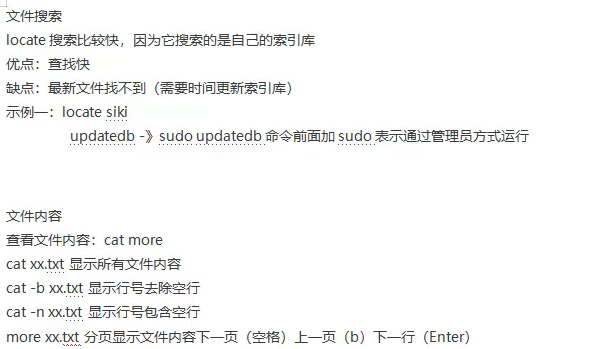 文件搜索
locate 搜索比较快，因为它搜索的是自己的索引库
优点：查找快
缺点：最新文件找不到（需要时间更新索引库）
示例一：locate siki
updatedb -》sudo updatedb 命令前面加 sudo 表示通过管理员方式运行
文件内容
查看文件内容：cat more
cat xx.txt 显示所有文件内容
cat -b xx.txt 显示行号去除空行
cat -n xx.txt 显示行号包含空行
more xx.txt 分页显示文件内容下一页（空格）上一页（b）下一行（Enter）